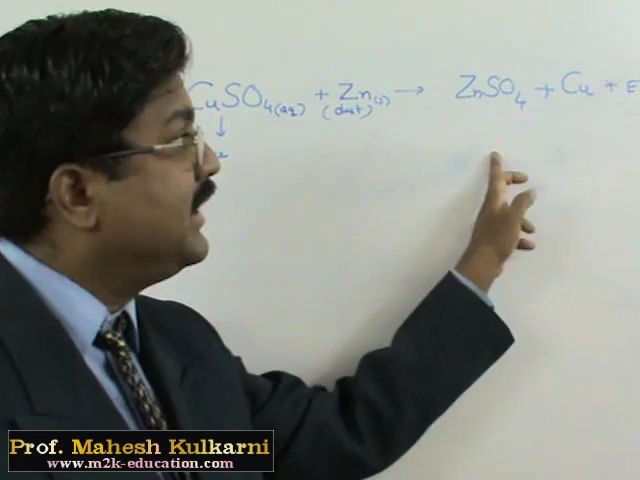 CuSO4(aq) + Zn(s) → ZnSO4 + Cu + E
(dust)
↓
Prof. Mahesh Kulkarni
www.m2k-education.com